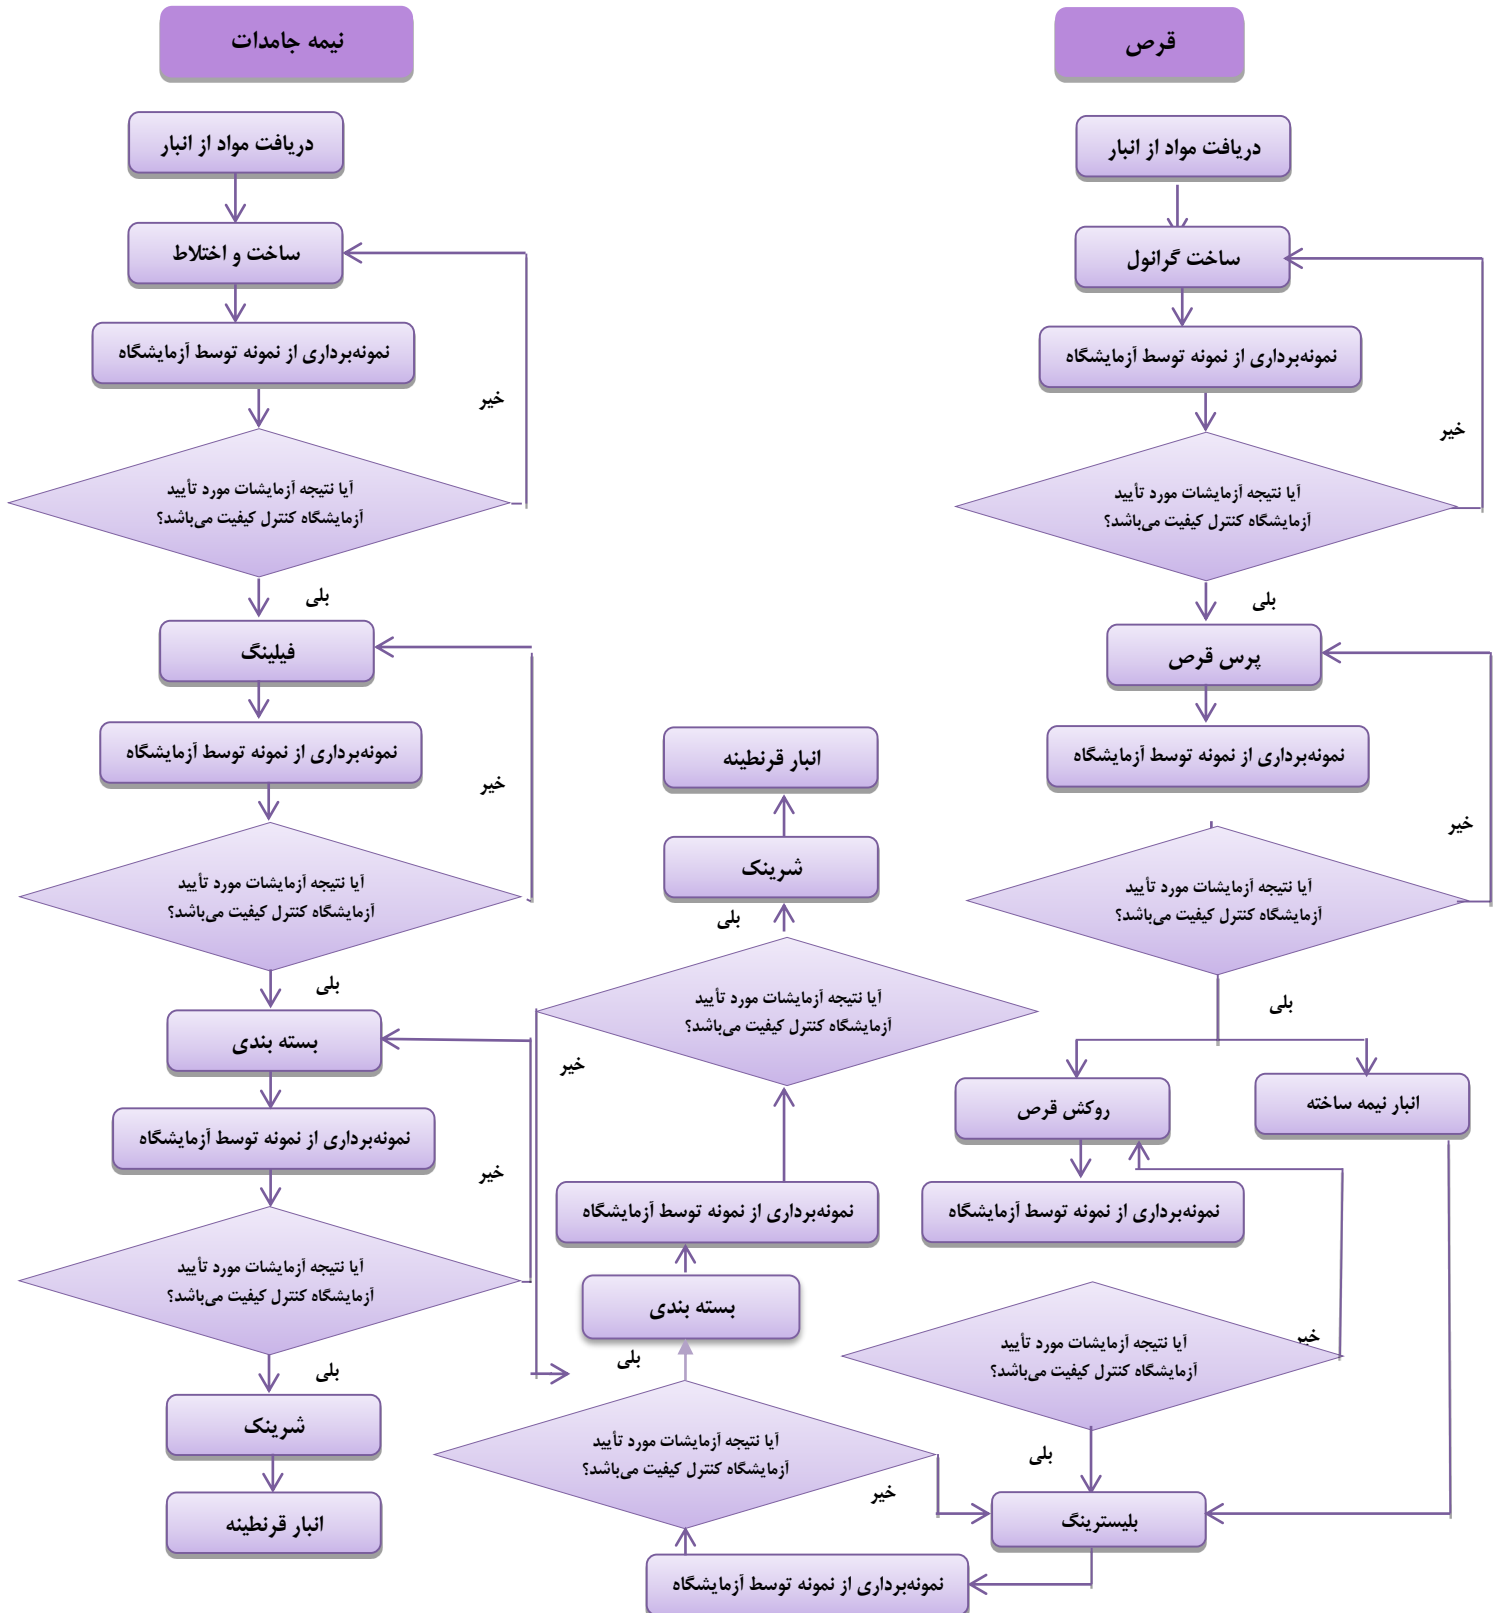 قرص
دریافت مواد از انبار
ساخت گرانول
نمونه‌برداری از نمونه توسط آزمایشگاه
خیر
آیا نتیجه آزمایشات مورد تأیید
آزمایشگاه کنترل کیفیت می‌باشد؟
بلی
پرس قرص
نمونه‌برداری از نمونه توسط آزمایشگاه
خیر
آیا نتیجه آزمایشات مورد تأیید
آزمایشگاه کنترل کیفیت می‌باشد؟
بلی
انبار نیمه ساخته
روکش قرص
نمونه‌برداری از نمونه توسط آزمایشگاه
خیر
آیا نتیجه آزمایشات مورد تأیید
آزمایشگاه کنترل کیفیت می‌باشد؟
بلی
بلیسترینگ
نمونه‌برداری از نمونه توسط آزمایشگاه
خیر
آیا نتیجه آزمایشات مورد تأیید
آزمایشگاه کنترل کیفیت می‌باشد؟
بلی
بسته بندی
نمونه‌برداری از نمونه توسط آزمایشگاه
خیر
آیا نتیجه آزمایشات مورد تأیید
آزمایشگاه کنترل کیفیت می‌باشد؟
بلی
شرینک
انبار قرنطینه
نیمه جامدات
دریافت مواد از انبار
ساخت و اختلاط
نمونه‌برداری از نمونه توسط آزمایشگاه
خیر
آیا نتیجه آزمایشات مورد تأیید
آزمایشگاه کنترل کیفیت می‌باشد؟
بلی
فیلینگ
نمونه‌برداری از نمونه توسط آزمایشگاه
خیر
آیا نتیجه آزمایشات مورد تأیید
آزمایشگاه کنترل کیفیت می‌باشد؟
بلی
بسته بندی
نمونه‌برداری از نمونه توسط آزمایشگاه
خیر
آیا نتیجه آزمایشات مورد تأیید
آزمایشگاه کنترل کیفیت می‌باشد؟
بلی
شرینک
انبار قرنطینه